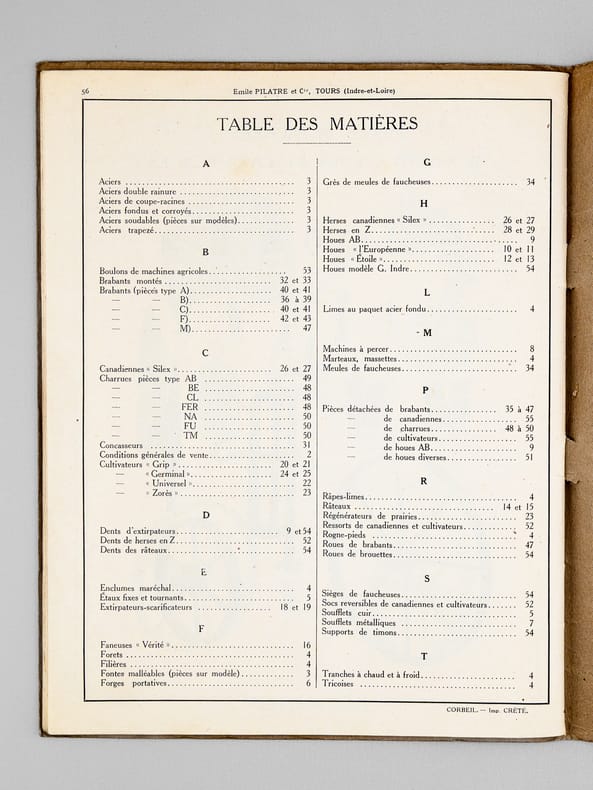 56
Emile PILATRE et Cie, TOURS (Indre-et-Loire)
TABLE DES MATIÈRES
A
Aciers ........ 3
Aciers double rainure ........ 3
Aciers de coupe-racines ........ 3
Aciers fondus et corroyés ........ 3
Aciers soudables (pièces sur modèles) ........ 3
Aciers trapezé ........ 3
B
Boulons de machines agricoles ........ 53
Brabants montés ........ 32 et 33
Brabants (pièces type A) ........ 40 et 41
— — B) ........ 36 à 39
— — C) ........ 40 et 41
— — F) ........ 42 et 43
— — M) ........ 47
C
Canadiennes « Silex » ........ 26 et 27
Charrues pièces type AB ........ 49
— — BE ........ 48
— — CL ........ 48
— — FER ........ 48
— — NA ........ 50
— — FU ........ 50
— — TM ........ 50
Concasseurs ........ 31
Conditions générales de vente ........ 2
Cultivateurs « Grip » ........ 20 et 21
— « Germinal » ........ 24 et 25
— « Universel » ........ 22
— « Zorès » ........ 23
D
Dents d'extirpateurs ........ 9 et 54
Dents de herses en Z ........ 52
Dents des râteaux ........ 54
E
Enclumes maréchal ........ 4
Étaux fixes et tournants ........ 5
Extirpateurs-scarificateurs ........ 18 et 19
F
Faneuses « Vérité » ........ 16
Forets ........ 4
Filières ........ 4
Fontes malléables (pièces sur modèle) ........ 3
Forges portatives ........ 6
G
Grès de meules de faucheuses ........ 34
H
Herses canadiennes « Silex » ........ 26 et 27
Herses en Z ........ 28 et 29
Houes AB ........ 9
Houes « l'Européenne » ........ 10 et 11
Houes « Étoile » ........ 12 et 13
Houes modèle G. Indre ........ 54
L
Limes au paquet acier fondu ........ 4
M
Machines à percer ........ 8
Marteaux, massettes ........ 4
Meules de faucheuses ........ 34
P
Pièces détachées de brabants ........ 35 à 47
— de canadiennes ........ 55
— de charrues ........ 48 à 50
— de cultivateurs ........ 55
— de houes AB ........ 9
— de houes diverses ........ 51
R
Râpes-limes ........ 4
Râteaux ........ 14 et 15
Régénérateurs de prairies ........ 23
Ressorts de canadiennes et cultivateurs ........ 52
Rogne-pieds ........ 4
Roues de brabants ........ 47
Roues de brouettes ........ 54
S
Sièges de faucheuses ........ 54
Socs reversibles de canadiennes et cultivateurs ........ 52
Soufflets cuir ........ 5
Soufflets métalliques ........ 7
Supports de timons ........ 54
T
Tranches à chaud et à froid ........ 4
Tricoises ........ 4
CORBEIL. — Imp. CRÉTÉ.